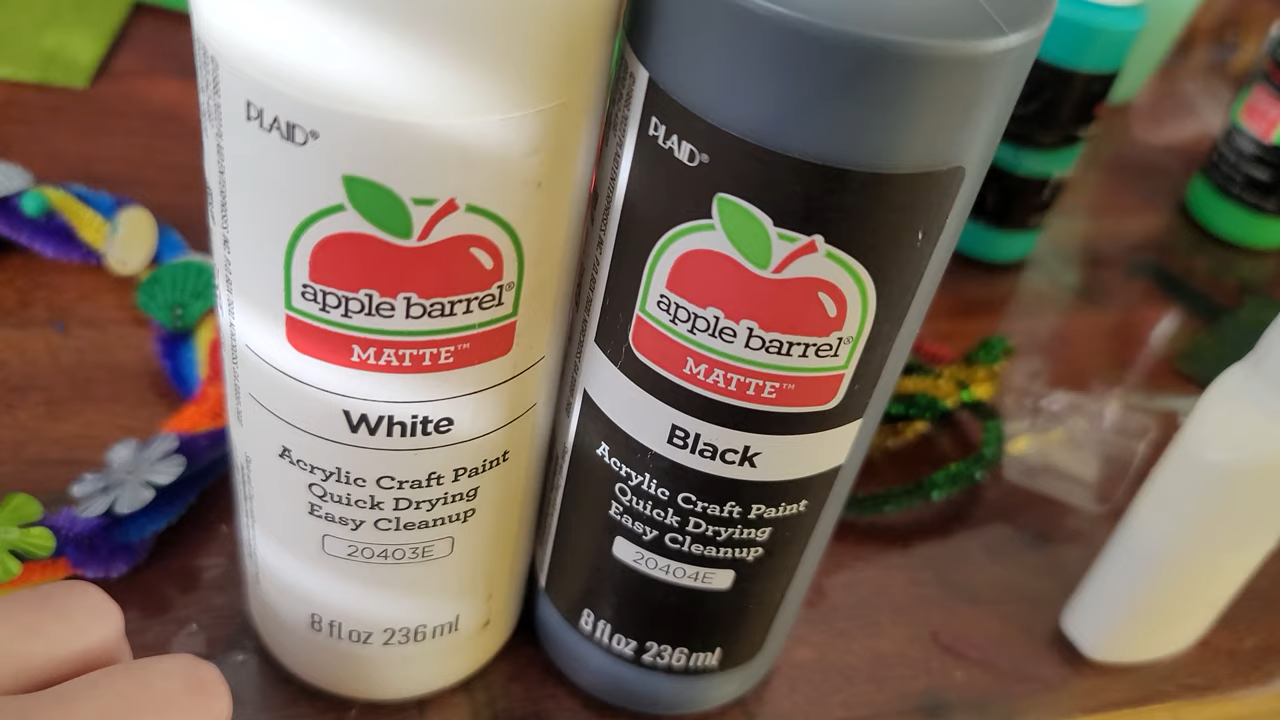 PLAID®
apple barrel®
MATTE™
White
Acrylic Craft Paint
Quick Drying
Easy Cleanup
20403E
8 fl oz 236 ml
PLAID®
apple barrel®
MATTE™
Black
Acrylic Craft Paint
Quick Drying
Easy Cleanup
20404E
8 fl oz 236 ml